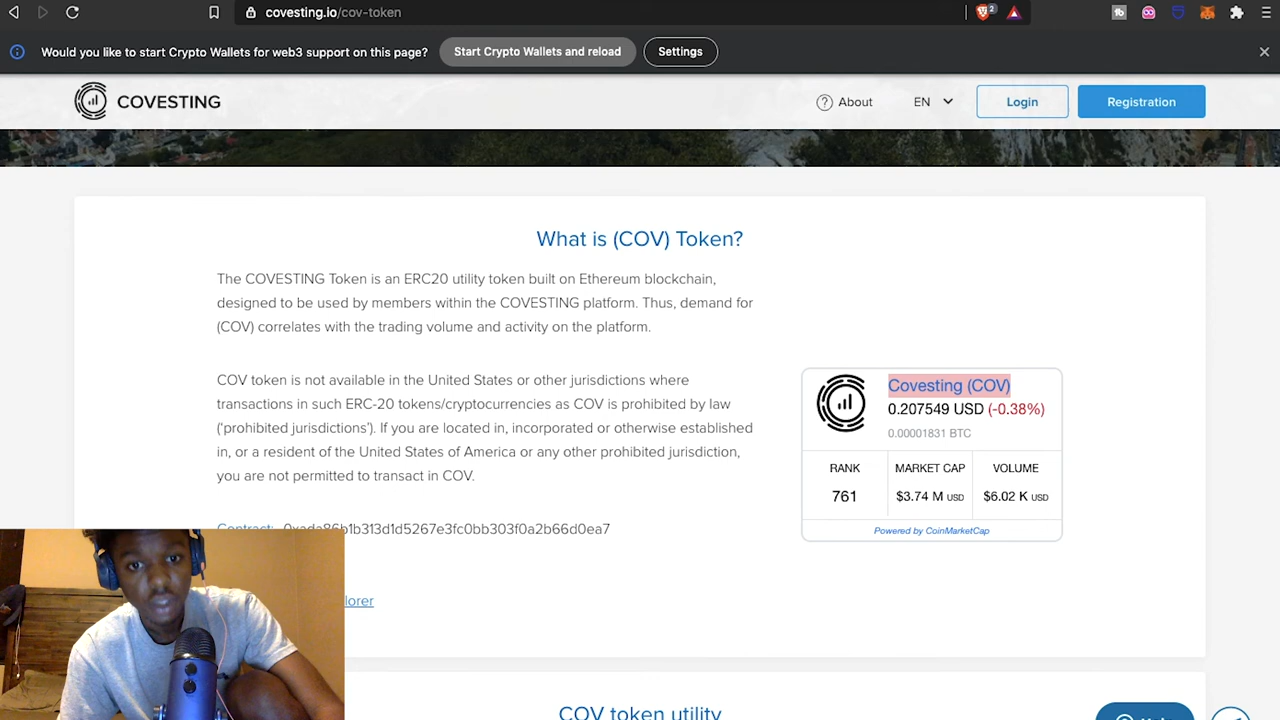 covesting.io/cov-token
2
Would you like to start Crypto Wallets for web3 support on this page?
Start Crypto Wallets and reload
Settings
COVESTING
About
EN
Login
Registration
What is (COV) Token?
The COVESTING Token is an ERC20 utility token built on Ethereum blockchain,
designed to be used by members within the COVESTING platform. Thus, demand for
(COV) correlates with the trading volume and activity on the platform.
COV token is not available in the United States or other jurisdictions where
transactions in such ERC-20 tokens/cryptocurrencies as COV is prohibited by law
('prohibited jurisdictions'). If you are located in, incorporated or otherwise established
in, or a resident of the United States of America or any other prohibited jurisdiction,
you are not permitted to transact in COV.
Covesting (COV)
0.207549 USD (-0.38%)
0.00001831 BTC
RANK
MARKET CAP
VOLUME
761
$3.74 M USD
$6.02 K USD
Powered by CoinMarketCap
Contract: 0xada86b1b313d1d5267e3fc0bb303f0a2b66d0ea7
lorer
COV token utility